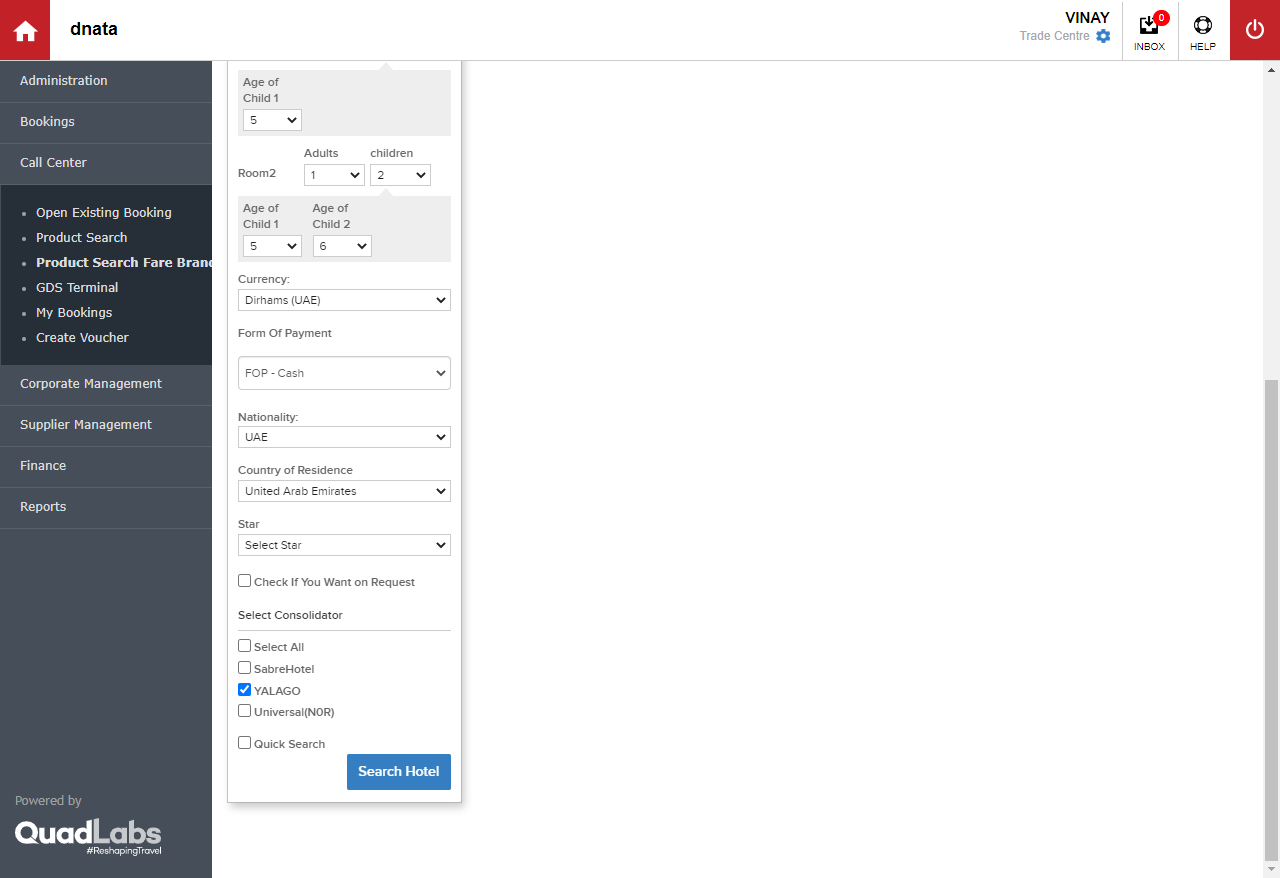 dnata
VINAY
Trade Centre
0
INBOX
HELP
Administration
Bookings
Call Center
Open Existing Booking
Product Search
Product Search Fare Brand
GDS Terminal
My Bookings
Create Voucher
Corporate Management
Supplier Management
Finance
Reports
Powered by
QuadLabs
#ReshapingTravel
Age of
Child 1
5
Adults
children
Room2
1
2
Age of
Child 1
Age of
Child 2
5
6
Currency:
Dirhams (UAE)
Form Of Payment
FOP - Cash
Nationality:
UAE
Country of Residence
United Arab Emirates
Star
Select Star
Check If You Want on Request
Select Consolidator
Select All
SabreHotel
YALAGO
Universal(N0R)
Quick Search
Search Hotel